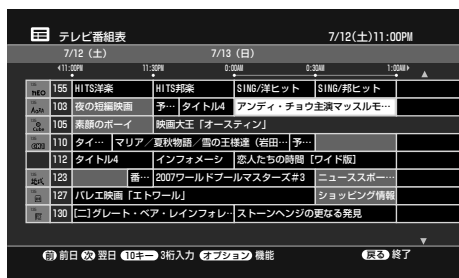 テレビ番組表 7/12(土)11:00PM
7/12 (土) 7/13 (日)
11:00PM 11:30PM 0:00AM 0:30AM 1:00AM
155 HITS洋楽 HITS邦楽 SING/洋ヒット SING/邦ヒット
103 夜の短編映画 予… タイトル4 アンディ・チョウ主演マッスルモ…
105 素顔のボーイ 映画大王「オースティン」
110 タイ… マリア／夏秋物語／雪の王様達（岩田… 予…
112 タイトル4 インフォメーシ 恋人たちの時間 [ワイド版]
123 番… 2007ワールドプールマスターズ#3 ニューススポー…
127 バレエ映画「エトワール」 ショッピング情報
130 [二]グレート・ベア・レインフォレ… ストーンヘンジの更なる発見
前 前日 次 翌日 10キー 3桁入力 オプション 機能 戻る 終了